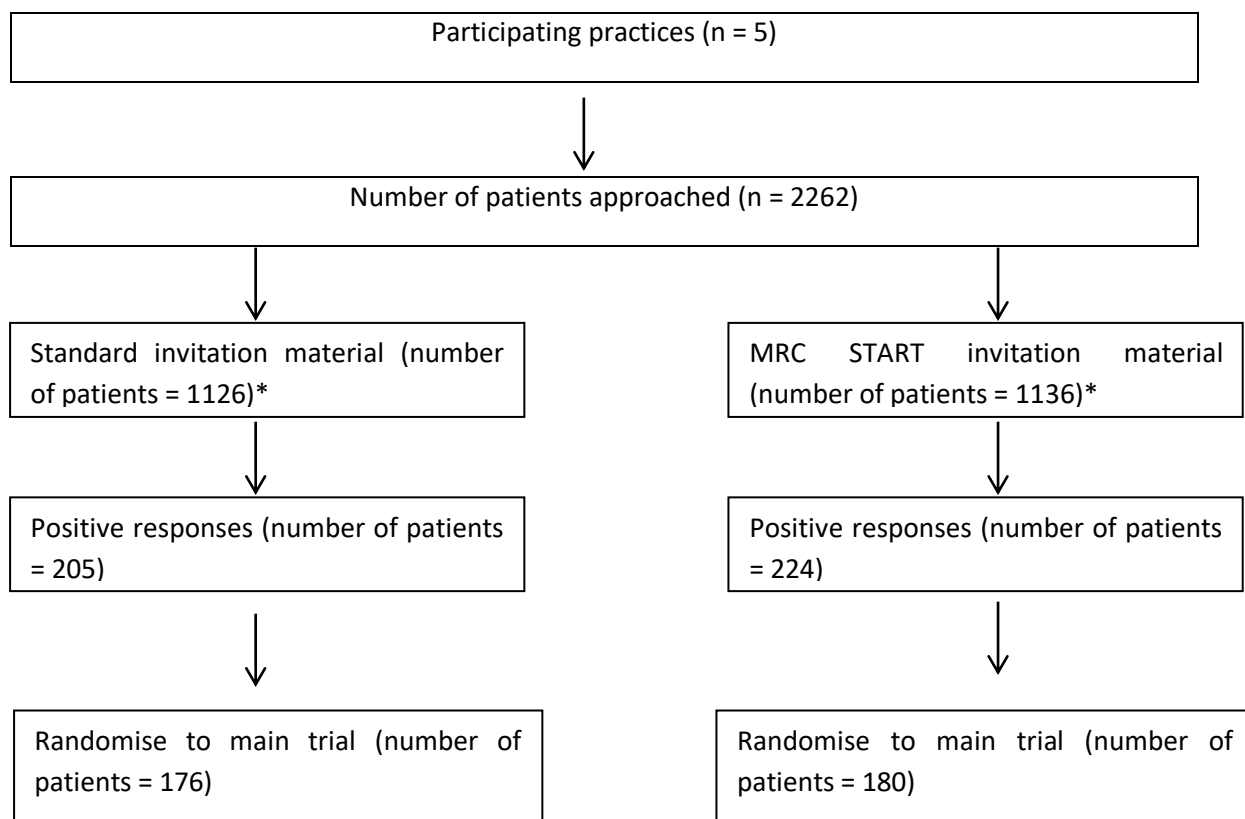 Participating practices (n = 5)
Number of patients approached (n = 2262)
Standard invitation material (number
of patients = 1126)*
MRC START invitation material
(number of patients = 1136)*
Positive responses (number of patients
= 205)
Positive responses (number of patients
= 224)
Randomise to main trial (number of
patients = 176)
Randomise to main trial (number of
patients = 180)